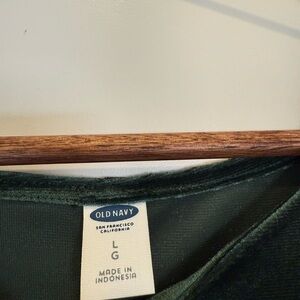 OLD NAVY
SAN FRANCISCO
CALIFORNIA
L
G
MADE IN
INDONESIA